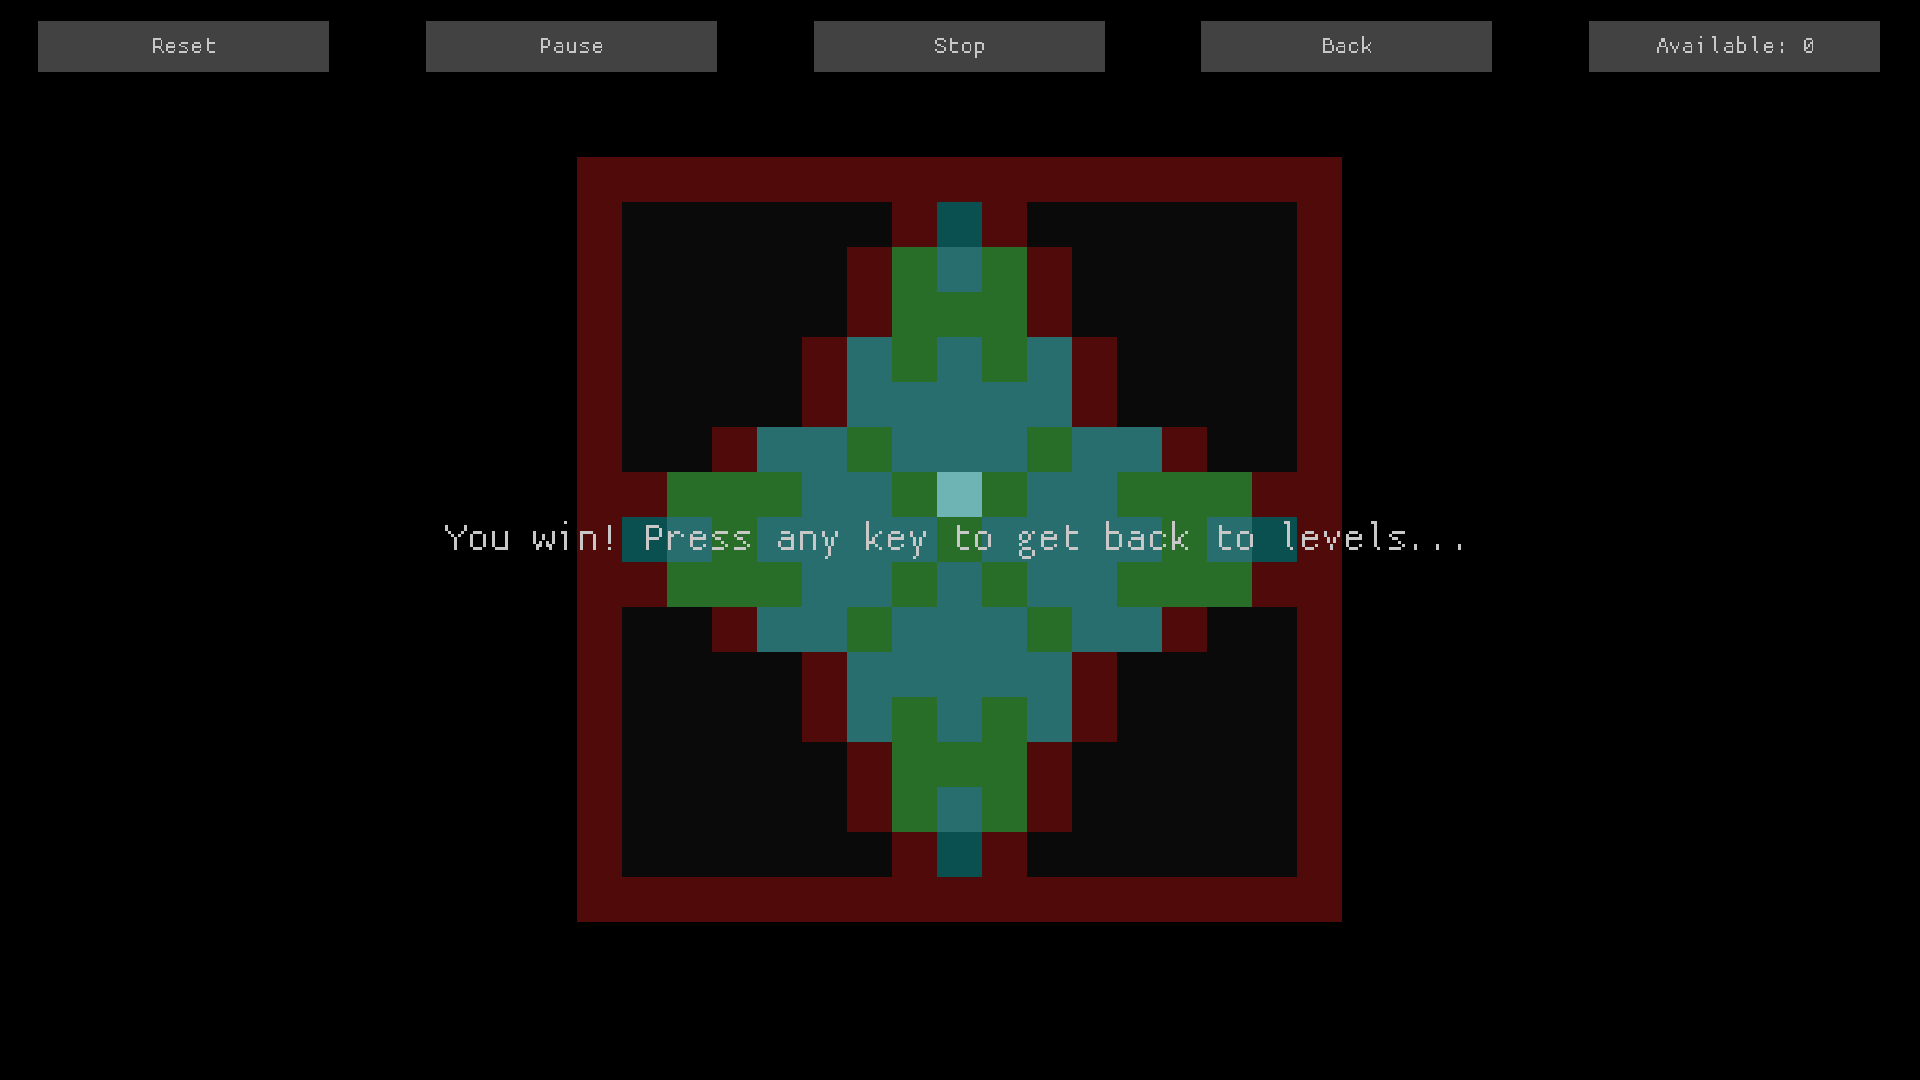 Reset
Pause
Stop
Back
Available: 0
You win! Press any key to get back to levels...